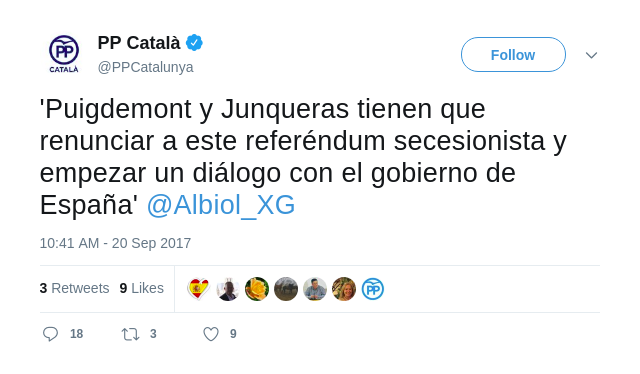 PP Català
@PPCatalunya
PP
CATALÀ
Follow
'Puigdemont y Junqueras tienen que
renunciar a este referéndum secesionista y
empezar un diálogo con el gobierno de
España' @Albiol_XG
10:41 AM - 20 Sep 2017
3 Retweets 9 Likes
PP
18 3 9